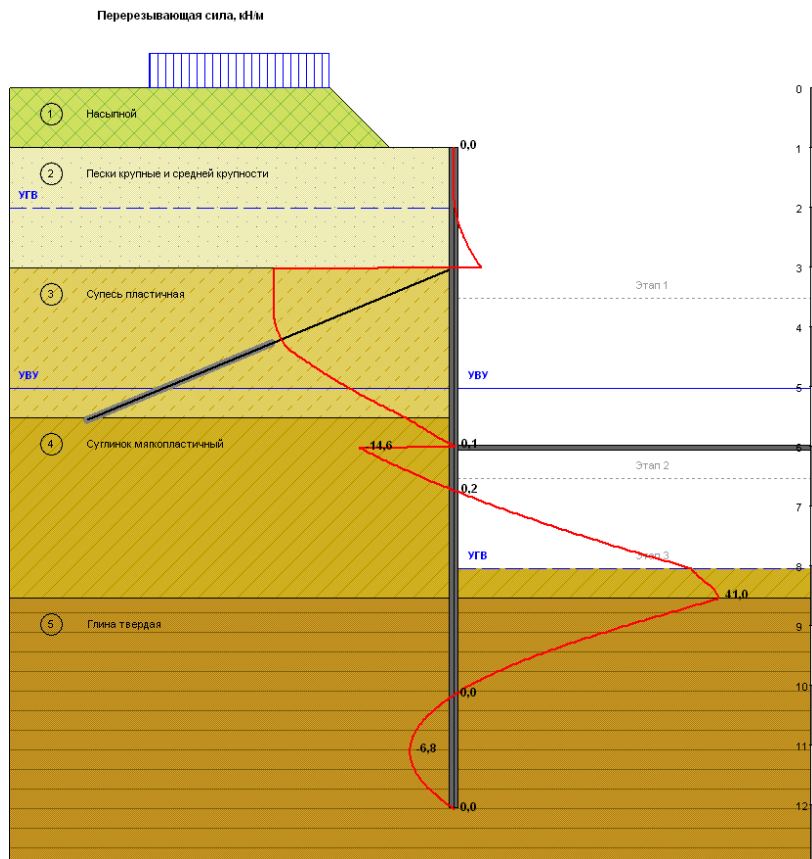 Перерезывающая сила, кН/м
0
1
Насыпной
0,0
1
2
Пески крупные и средней крупности
УГВ
2
3
3
Супесь пластичная
Этап 1
4
УВУ
УВУ
5
4
Суглинок мягкопластичный
-14,6
0,1
6
Этап 2
0,2
7
УГВ
Этап 3
8
41,0
5
Глина твердая
9
0,0
10
-6,8
11
0,0
12